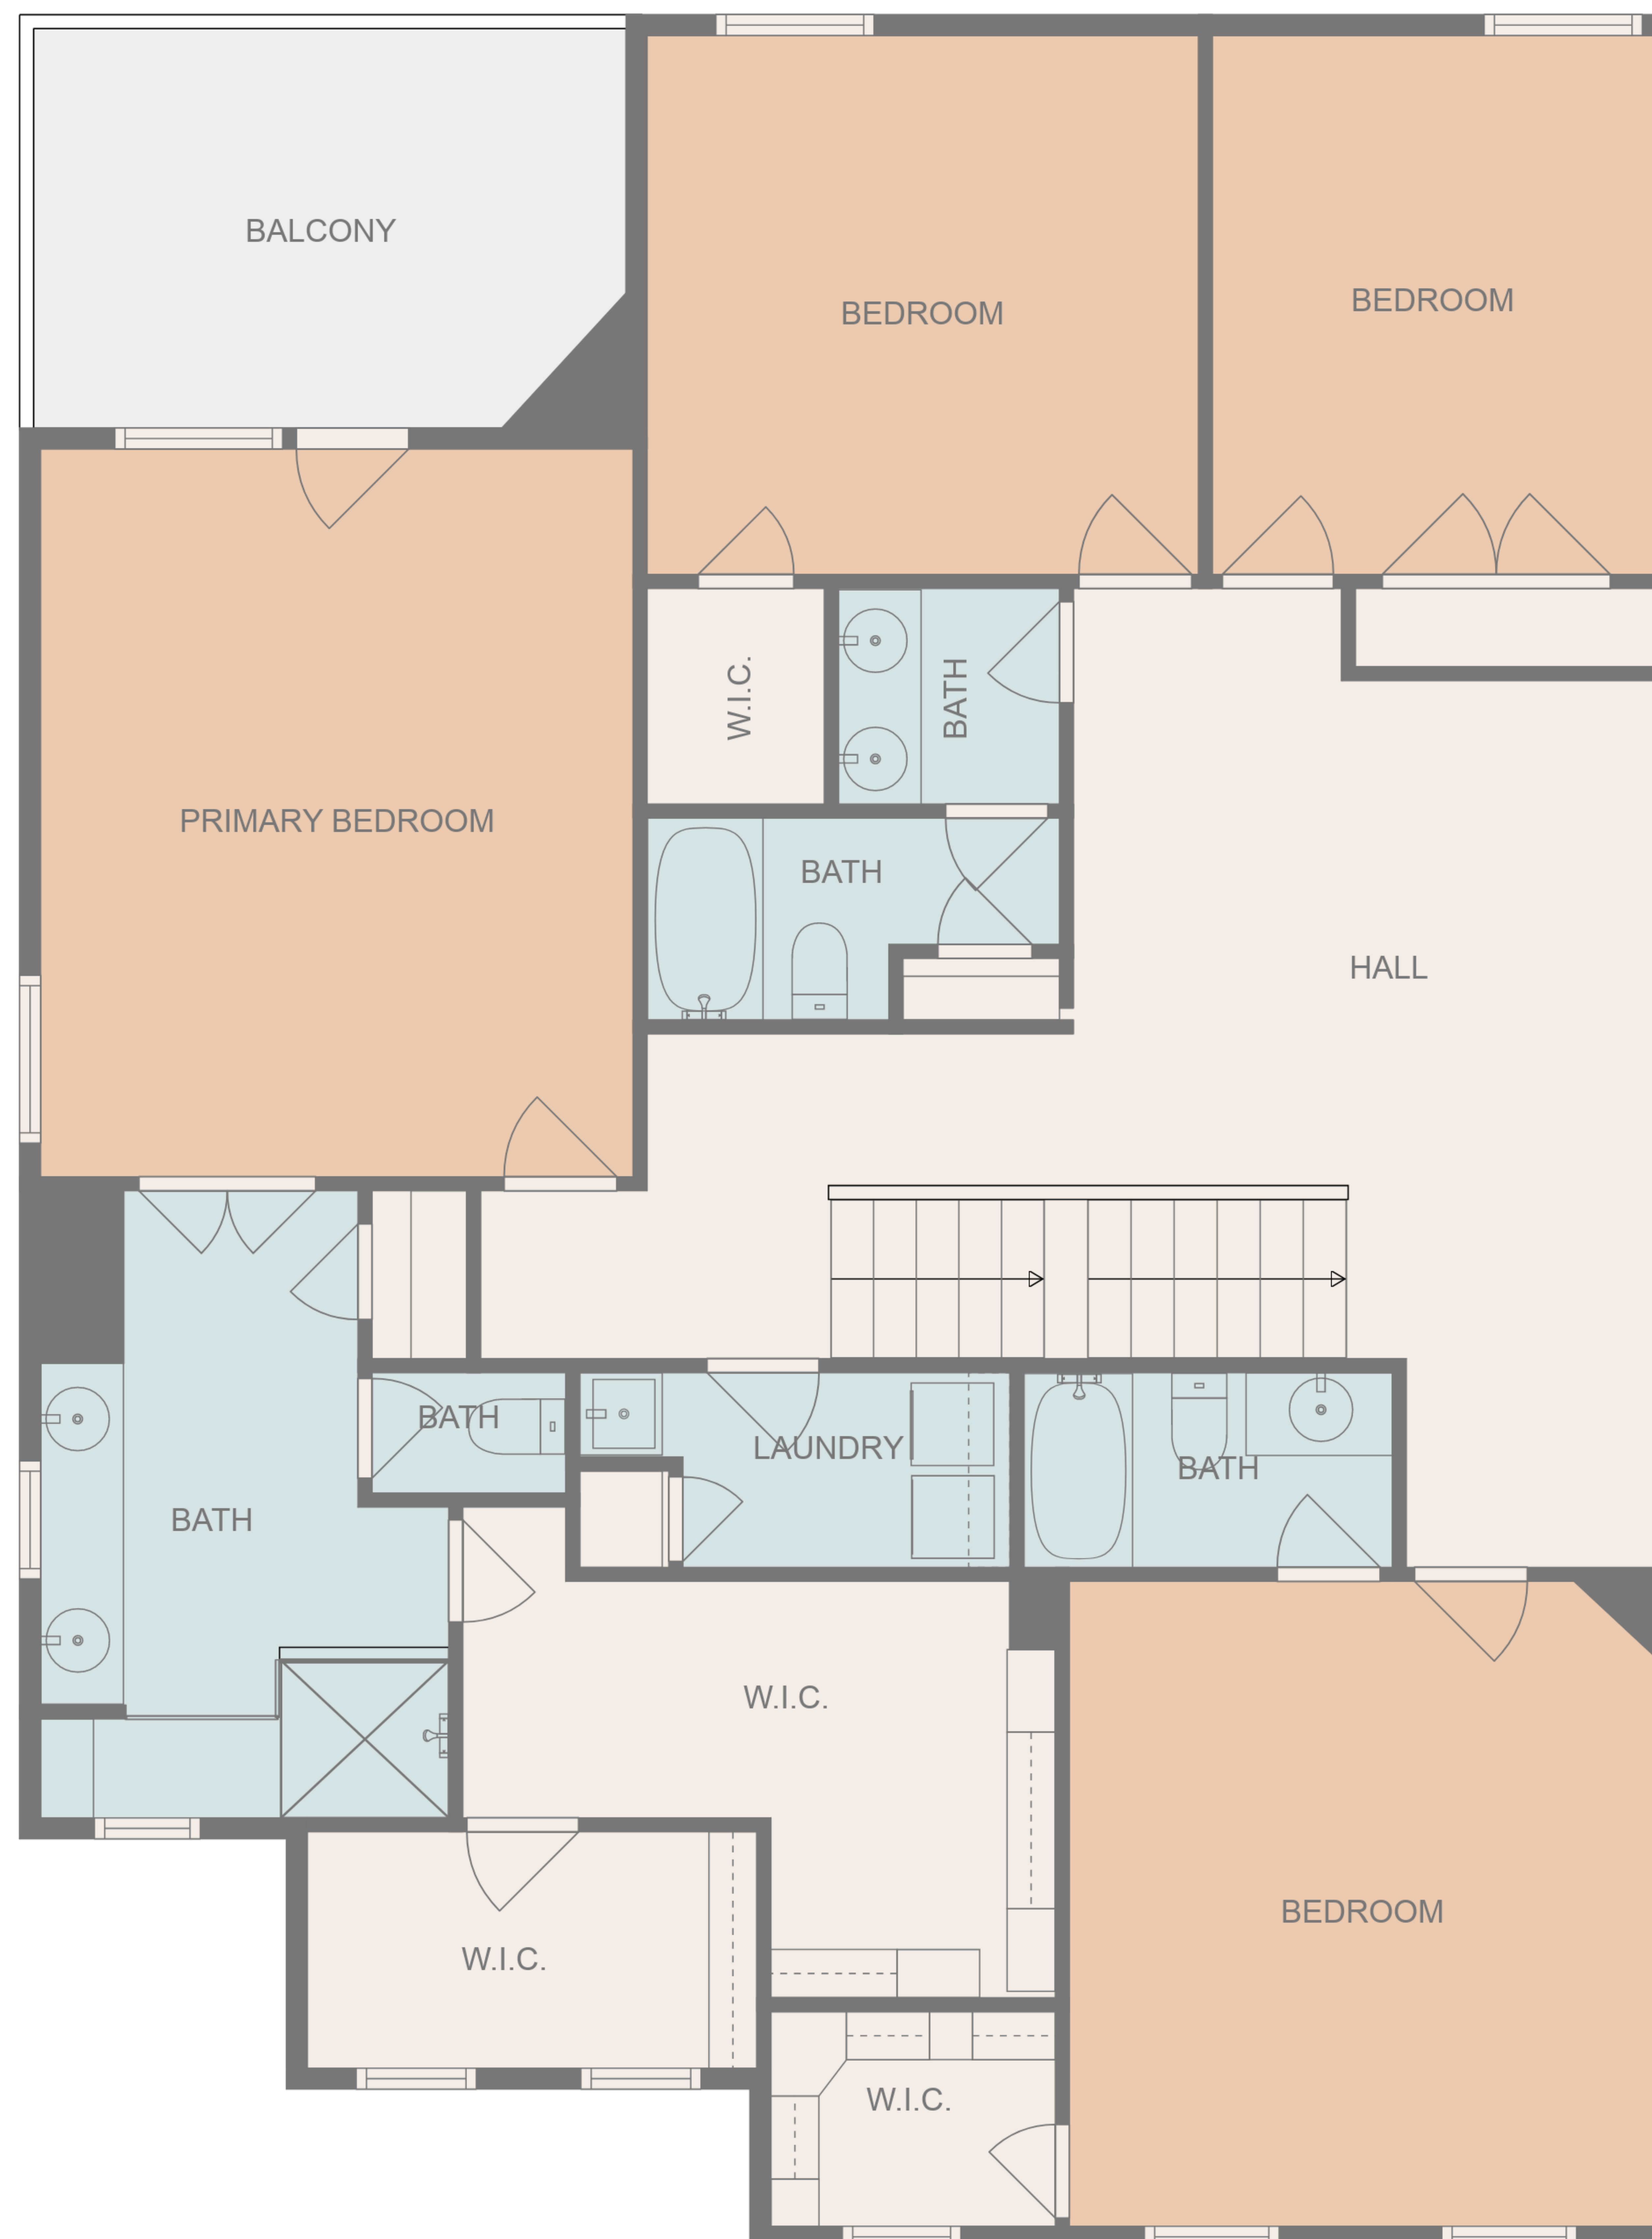 BALCONY
BEDROOM
BEDROOM
W.I.C.
BATH
PRIMARY BEDROOM
BATH
HALL
BATH
LAUNDRY
BATH
BATH
W.I.C.
BEDROOM
W.I.C.
W.I.C.